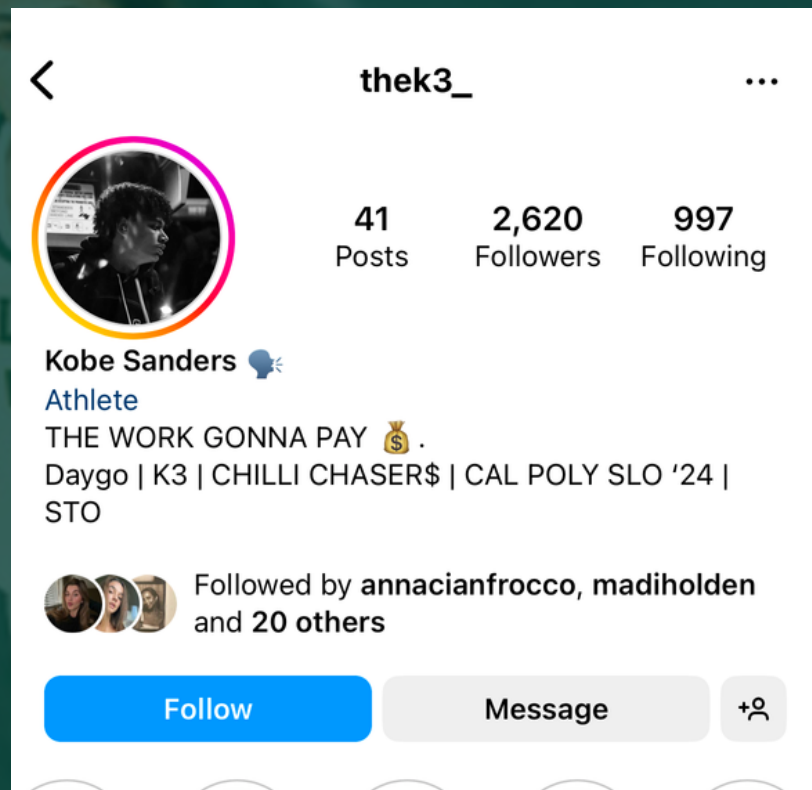 thek3_
41 2,620 997
Posts Followers Following
Kobe Sanders 🗣️
Athlete
THE WORK GONNA PAY 💰 .
Daygo | K3 | CHILLI CHASER$ | CAL POLY SLO ‘24 |
STO
Followed by annacianfrocco, madiholden
and 20 others
Follow Message